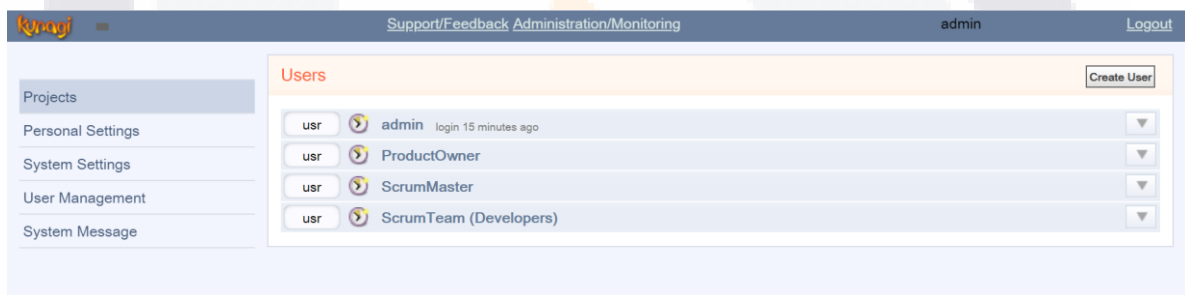 kunagi Support/Feedback Administration/Monitoring admin Logout
Users Create User
Projects
Personal Settings
System Settings
User Management
System Message
usr admin login 15 minutes ago
usr ProductOwner
usr ScrumMaster
usr ScrumTeam (Developers)